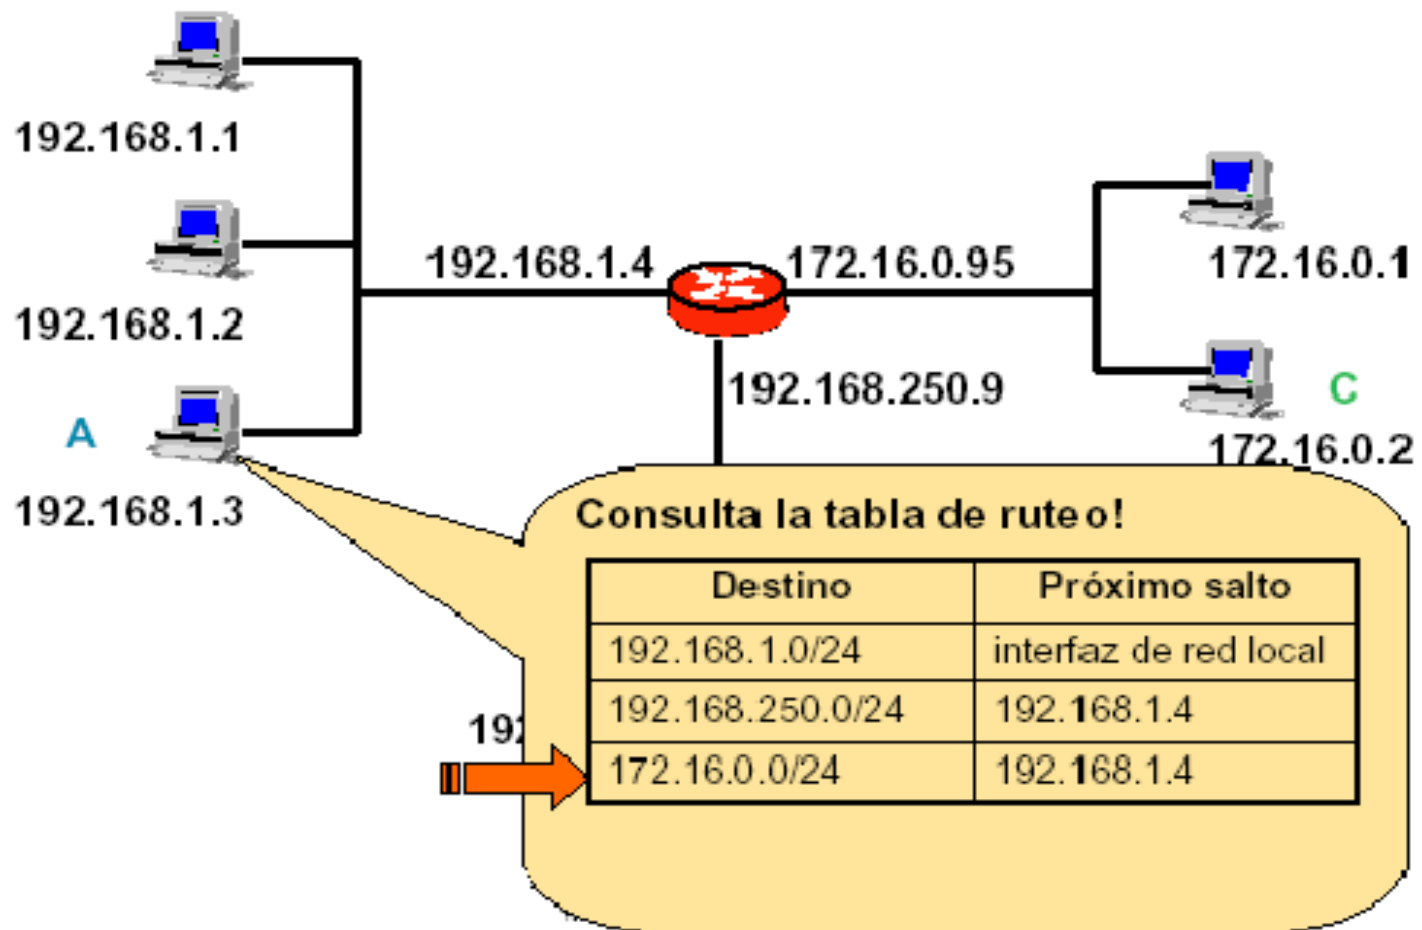 192.168.1.1
192.168.1.2
A
192.168.1.3
192.168.1.4
172.16.0.95
192.168.250.9
172.16.0.1
C
172.16.0.2
Consulta la tabla de ruteo!
Destino Próximo salto
192.168.1.0/24 interfaz de red local
192.168.250.0/24 192.168.1.4
172.16.0.0/24 192.168.1.4